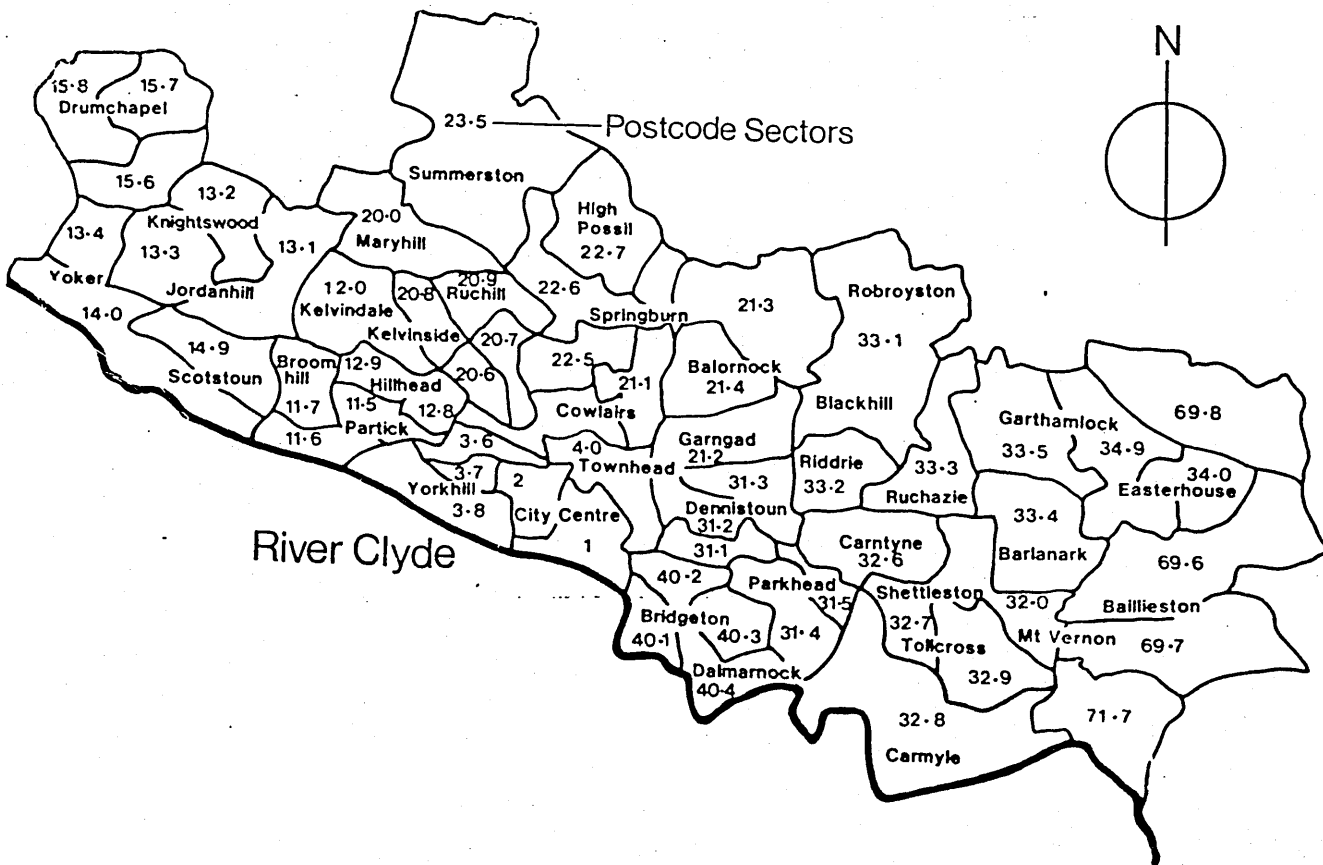 N
15·8
15·7
Drumchapel
23·5
Postcode Sectors
15·6
13·2
Summerston
20·0
High
Possil
22·7
Knightswood
13·4
13·3
13·1
Maryhill
Yoker
Jordanhill
12·0
20·8
20·9
Ruchill
22·6
21·3
Robroyston
14·0
Kelvindale
Springburn
33·1
Kelvinside
20·7
14·9
Broom
hill
12·9
22·5
Balornock
21·4
Scotstoun
Hillhead
20·6
21·1
Blackhill
69·8
11·7
11·5
12·8
Cowlairs
Garthamlock
11·6
Partick
3·6
4·0
Garngad
21·2
33·5
34·9
Townhead
Riddrie
33·2
33·3
34·0
3·7
2
31·3
Ruchazie
Easterhouse
Yorkhill
3·8
City Centre
Dennistoun
31·2
33·4
River Clyde
1
31·1
Carntyne
32·6
Barlanark
69·6
40·2
Parkhead
31·5
Shettleston
32·0
Baillieston
Bridgeton
32·7
40·1
40·3
31·4
Tollcross
Mt Vernon
69·7
Dalmarnock
40·4
32·9
32·8
71·7
Carmyle